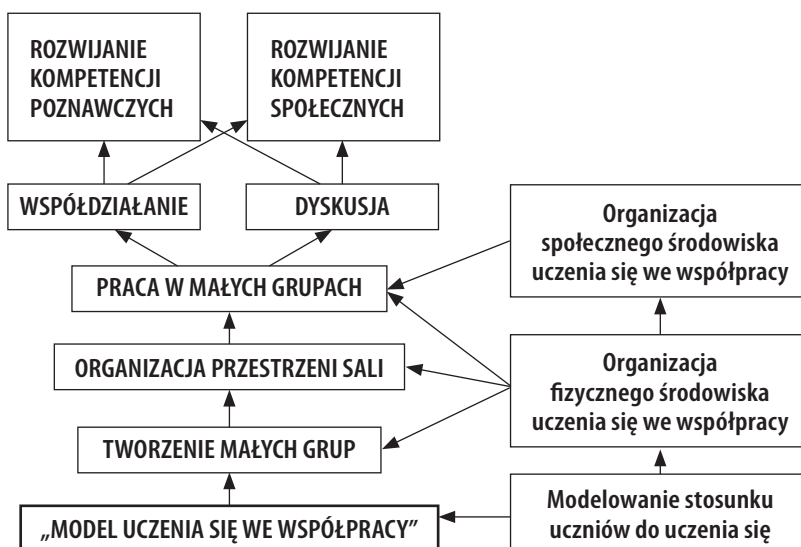 ROZWIJANIE
KOMPETENCJI
POZNAWCZYCH
ROZWIJANIE
KOMPETENCJI
SPOŁECZNYCH
WSPÓŁDZIAŁANIE
DYSKUSJA
PRACA W MAŁYCH GRUPACH
ORGANIZACJA PRZESTRZENI SALI
TWORZENIE MAŁYCH GRUP
„MODEL UCZENIA SIĘ WE WSPÓŁPRACY”
Organizacja
społecznego środowiska
uczenia się we współpracy
Organizacja
fizycznego środowiska
uczenia się we współpracy
Modelowanie stosunku
uczniów do uczenia się